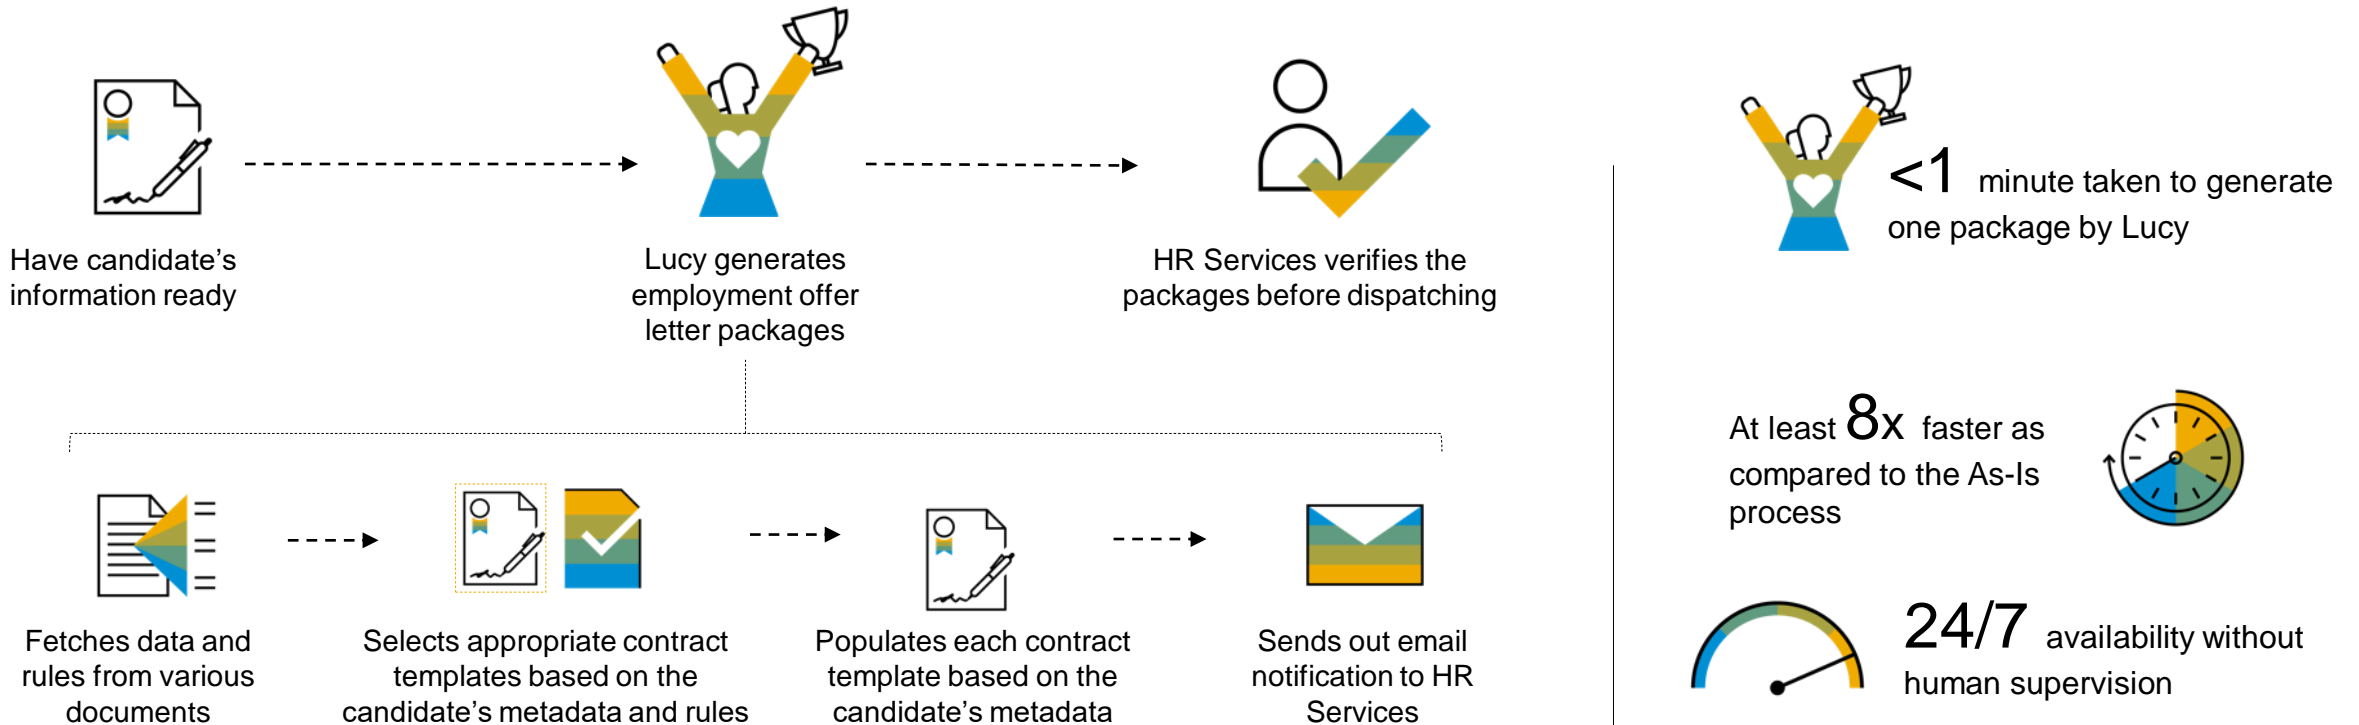 Have candidate's
information ready
Lucy generates
employment offer
letter packages
HR Services verifies the
packages before dispatching
Fetches data and
rules from various
documents
Selects appropriate contract
templates based on the
candidate's metadata and rules
Populates each contract
template based on the
candidate's metadata
Sends out email
notification to HR
Services
<1 minute taken to generate
one package by Lucy
At least 8x faster as
compared to the As-Is
process
24/7 availability without
human supervision